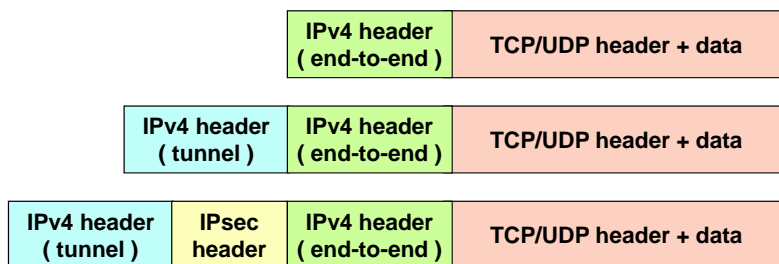 IPv4 header
( end-to-end )
TCP/UDP header + data
IPv4 header
( tunnel )
IPv4 header
( end-to-end )
TCP/UDP header + data
IPv4 header
( tunnel )
IPsec
header
IPv4 header
( end-to-end )
TCP/UDP header + data